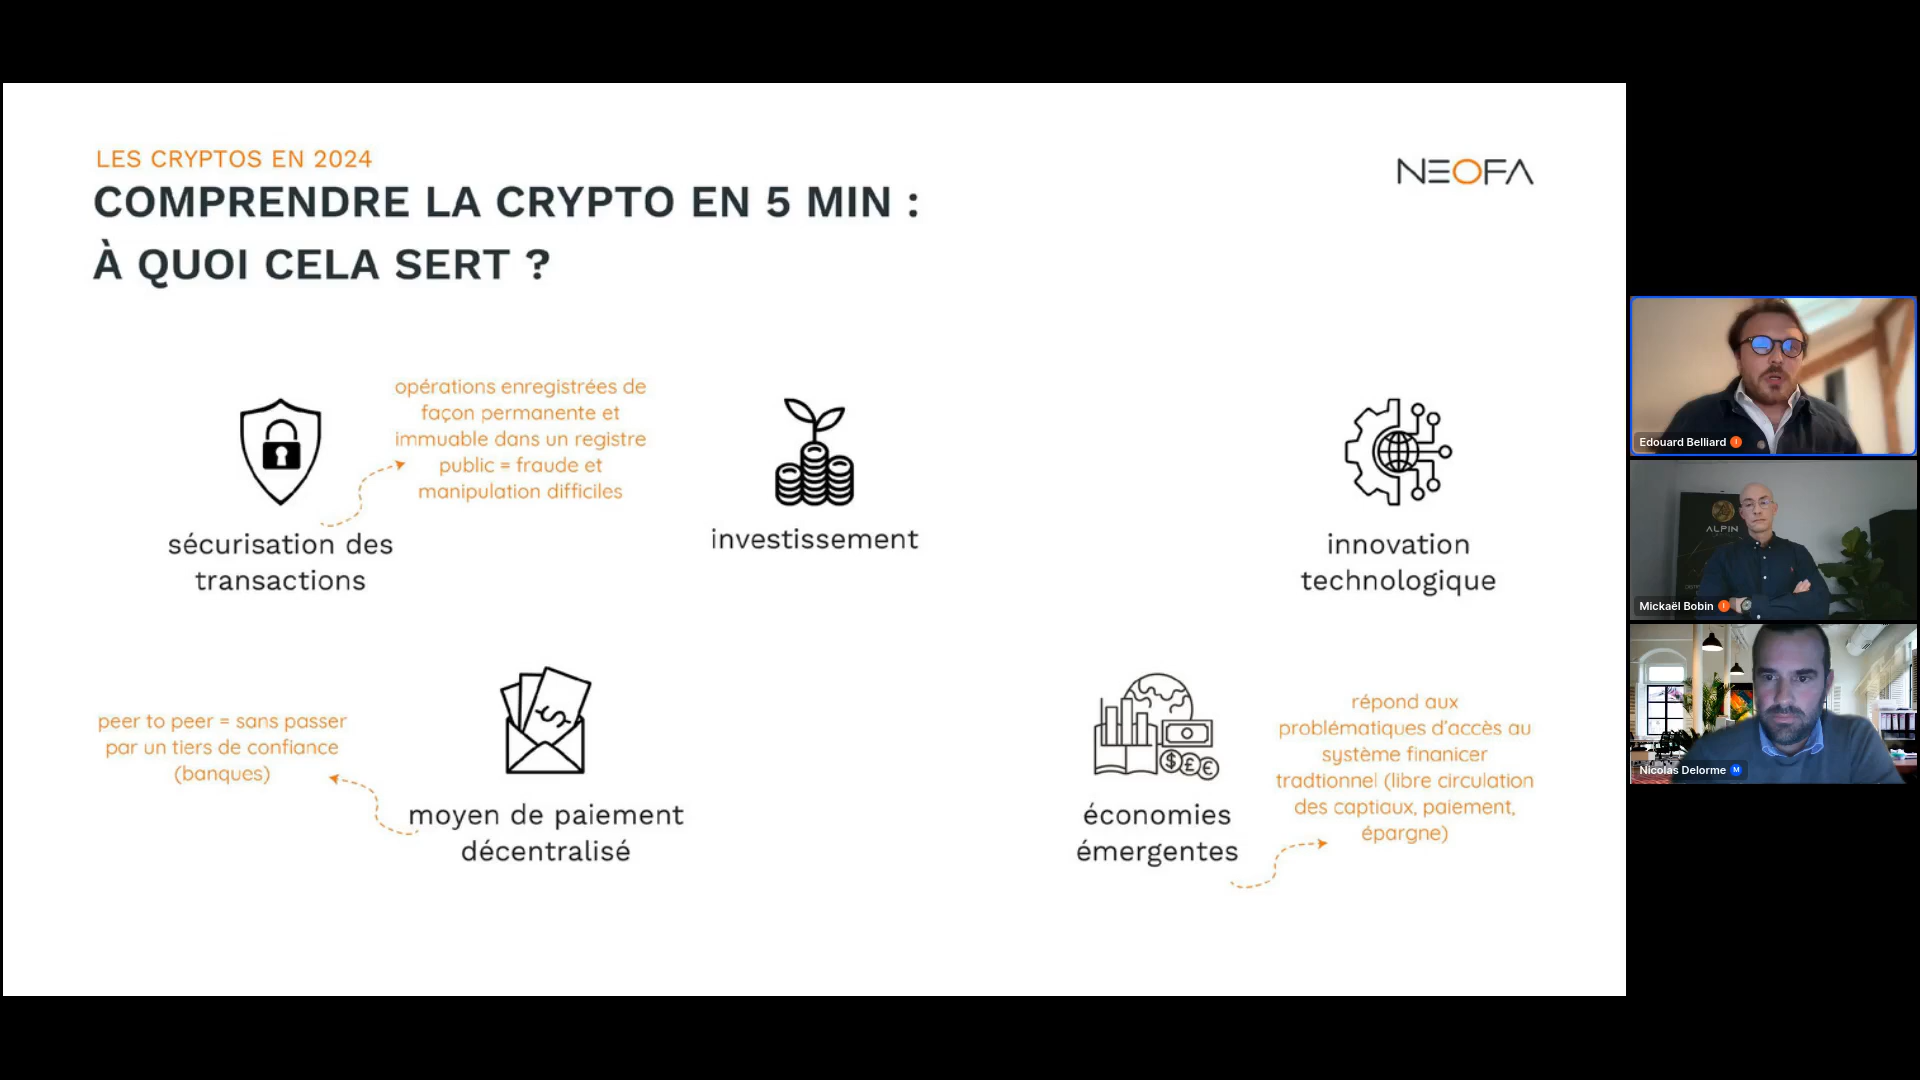 LES CRYPTOS EN 2024
COMPRENDRE LA CRYPTO EN 5 MIN :
À QUOI CELA SERT ?
NEOFA
opérations enregistrées de
façon permanente et
immuable dans un registre
public = fraude et
manipulation difficiles
sécurisation des
transactions
investissement
innovation
technologique
peer to peer = sans passer
par un tiers de confiance
(banques)
moyen de paiement
décentralisé
économies
émergentes
répond aux
problématiques d'accès au
système finanicer
tradtionnel (libre circulation
des captiaux, paiement,
épargne)
Edouard Belliard
ALPIN
Mickaël Bobin
Nicolas Delorme
M